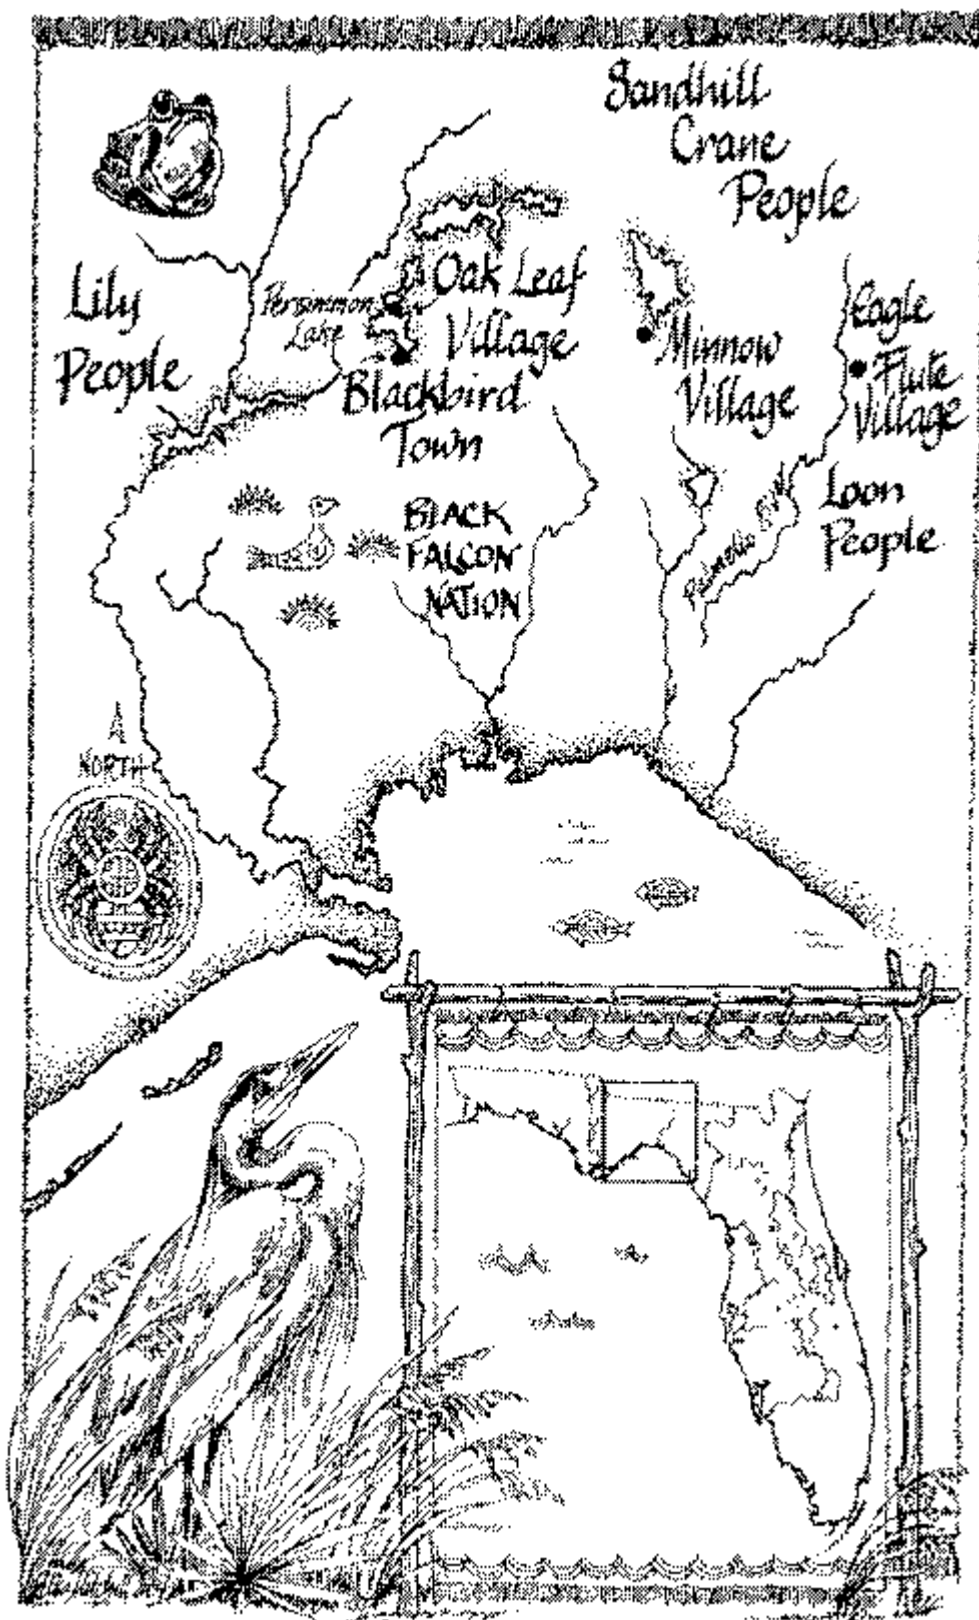 Sandhill
Crane
People
Lily
People
Persimmon
Lake
Oak Leaf
Village
Blackbird
Town
Minnow
Village
Eagle
Flute
Village
Loon
People
BLACK
FALCON
NATION
Palmetto
NORTH